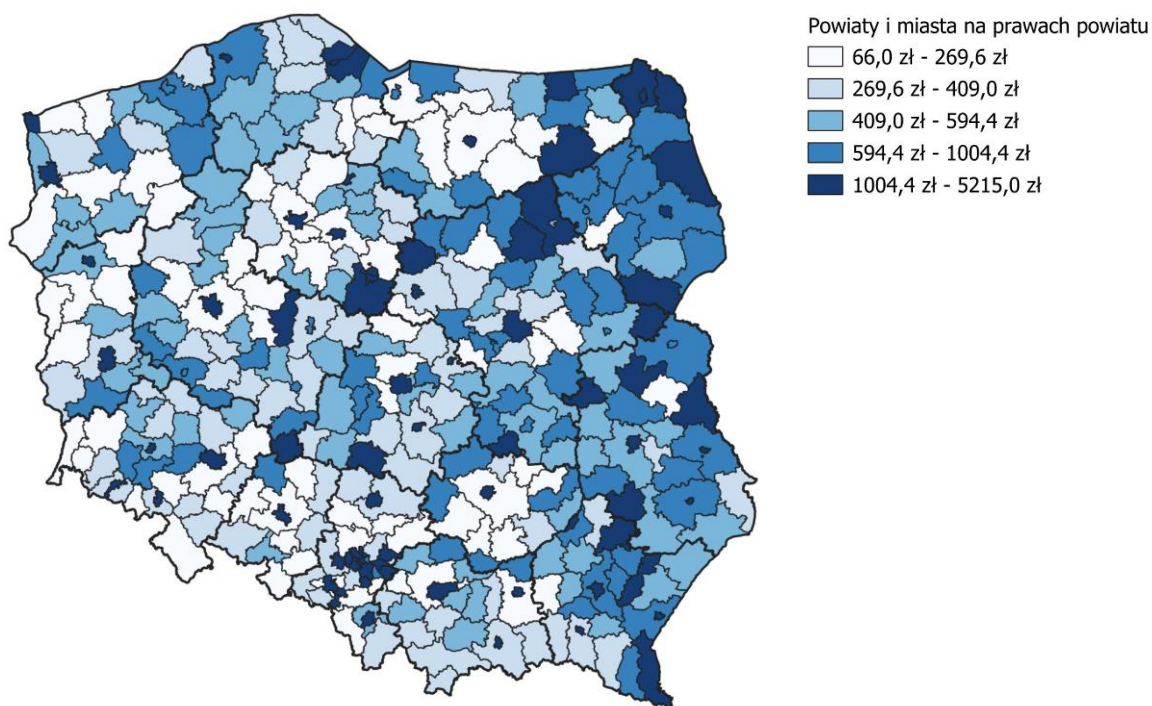 Powiaty i miasta na prawach powiatu
66,0 zł - 269,6 zł
269,6 zł - 409,0 zł
409,0 zł - 594,4 zł
594,4 zł - 1004,4 zł
1004,4 zł - 5215,0 zł